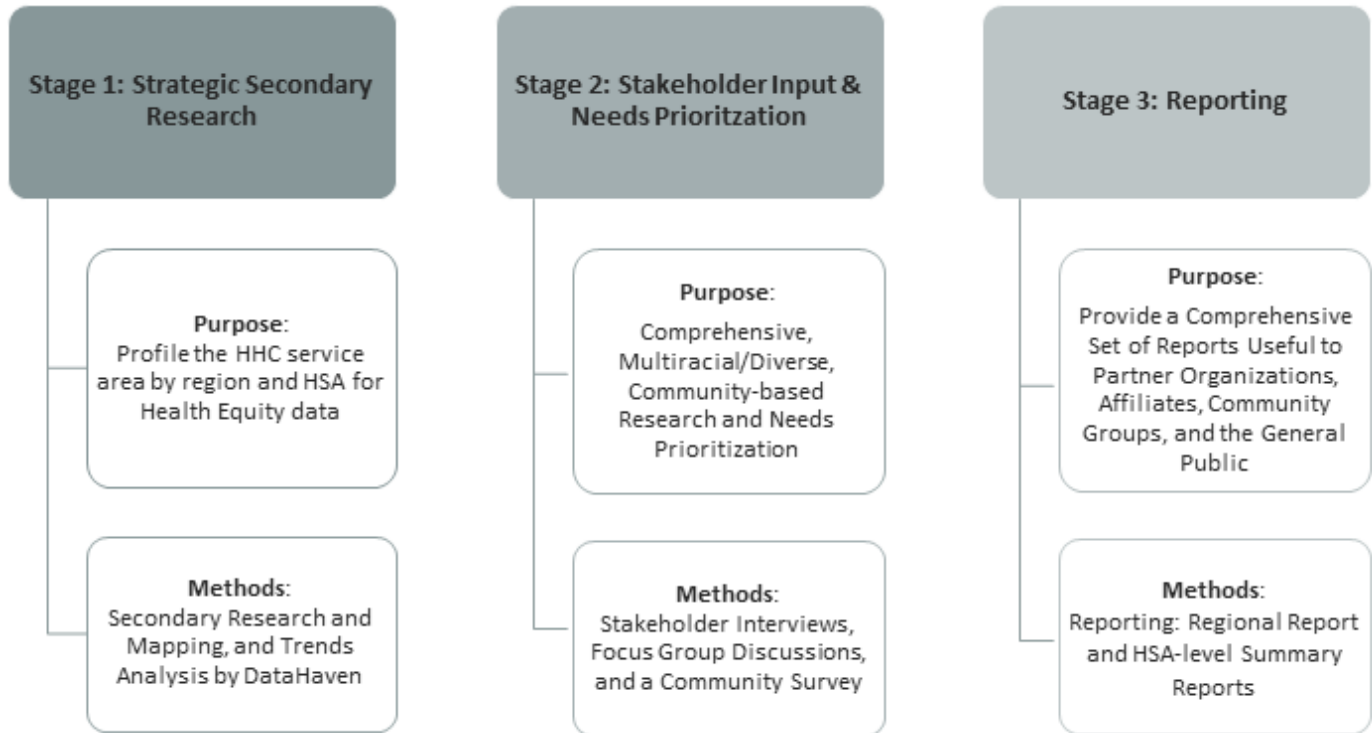 Stage 1: Strategic Secondary
Research
Purpose:
Profile the HHC service
area by region and HSA for
Health Equity data
Methods:
Secondary Research and
Mapping, and Trends
Analysis by DataHaven
Stage 2: Stakeholder Input &
Needs Prioritzation
Purpose:
Comprehensive,
Multiracial/Diverse,
Community-based
Research and Needs
Prioritization
Methods:
Stakeholder Interviews,
Focus Group Discussions,
and a Community Survey
Stage 3: Reporting
Purpose:
Provide a Comprehensive
Set of Reports Useful to
Partner Organizations,
Affiliates, Community
Groups, and the General
Public
Methods:
Reporting: Regional Report
and HSA-level Summary
Reports